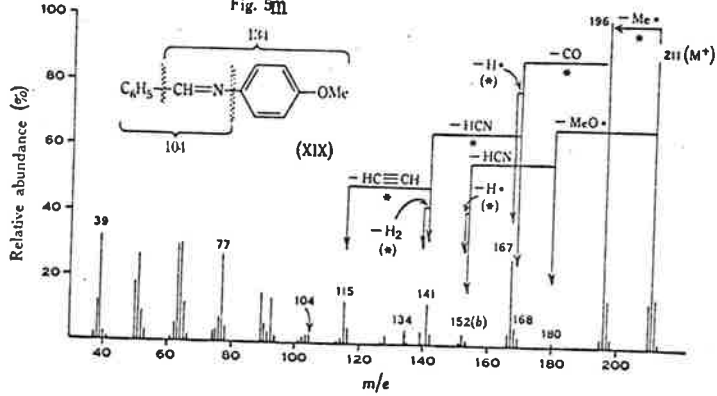 Fig. 5m
134
C6H5 CH=N OMe
104
(XIX)
– Me•
*
196
211 (M+)
– CO
*
– H•
(*)
– HCN
*
– MeO•
– HCN
– HC≡CH
*
– H•
(*)
– H2
(*)
Relative abundance (%)
100
80
60
40
20
39
77
104
115
134
141
152(b)
167
168
180
40 60 80 100 120 140 160 180 200
m/e